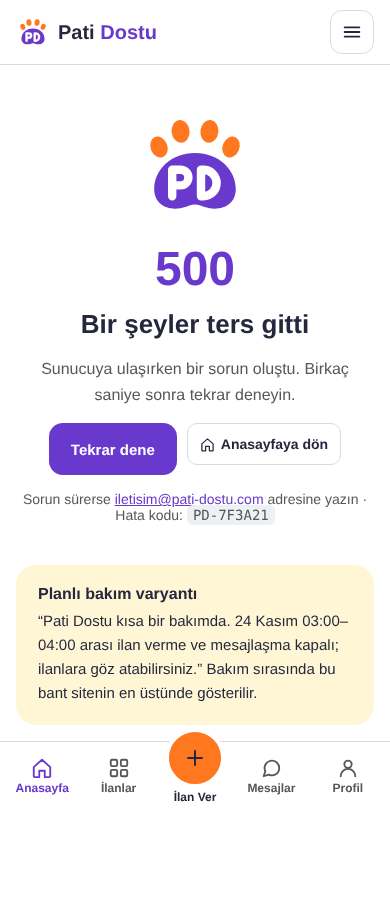 Pati Dostu
PD
500
Bir şeyler ters gitti
Sunucuya ulaşırken bir sorun oluştu. Birkaç
saniye sonra tekrar deneyin.
Tekrar dene
Anasayfaya dön
Sorun sürerse iletisim@pati-dostu.com adresine yazın ·
Hata kodu: PD-7F3A21
Planlı bakım varyantı
“Pati Dostu kısa bir bakımda. 24 Kasım 03:00–
04:00 arası ilan verme ve mesajlaşma kapalı;
ilanlara göz atabilirsiniz.” Bakım sırasında bu
bant sitenin en üstünde gösterilir.
Anasayfa
İlanlar
İlan Ver
Mesajlar
Profil